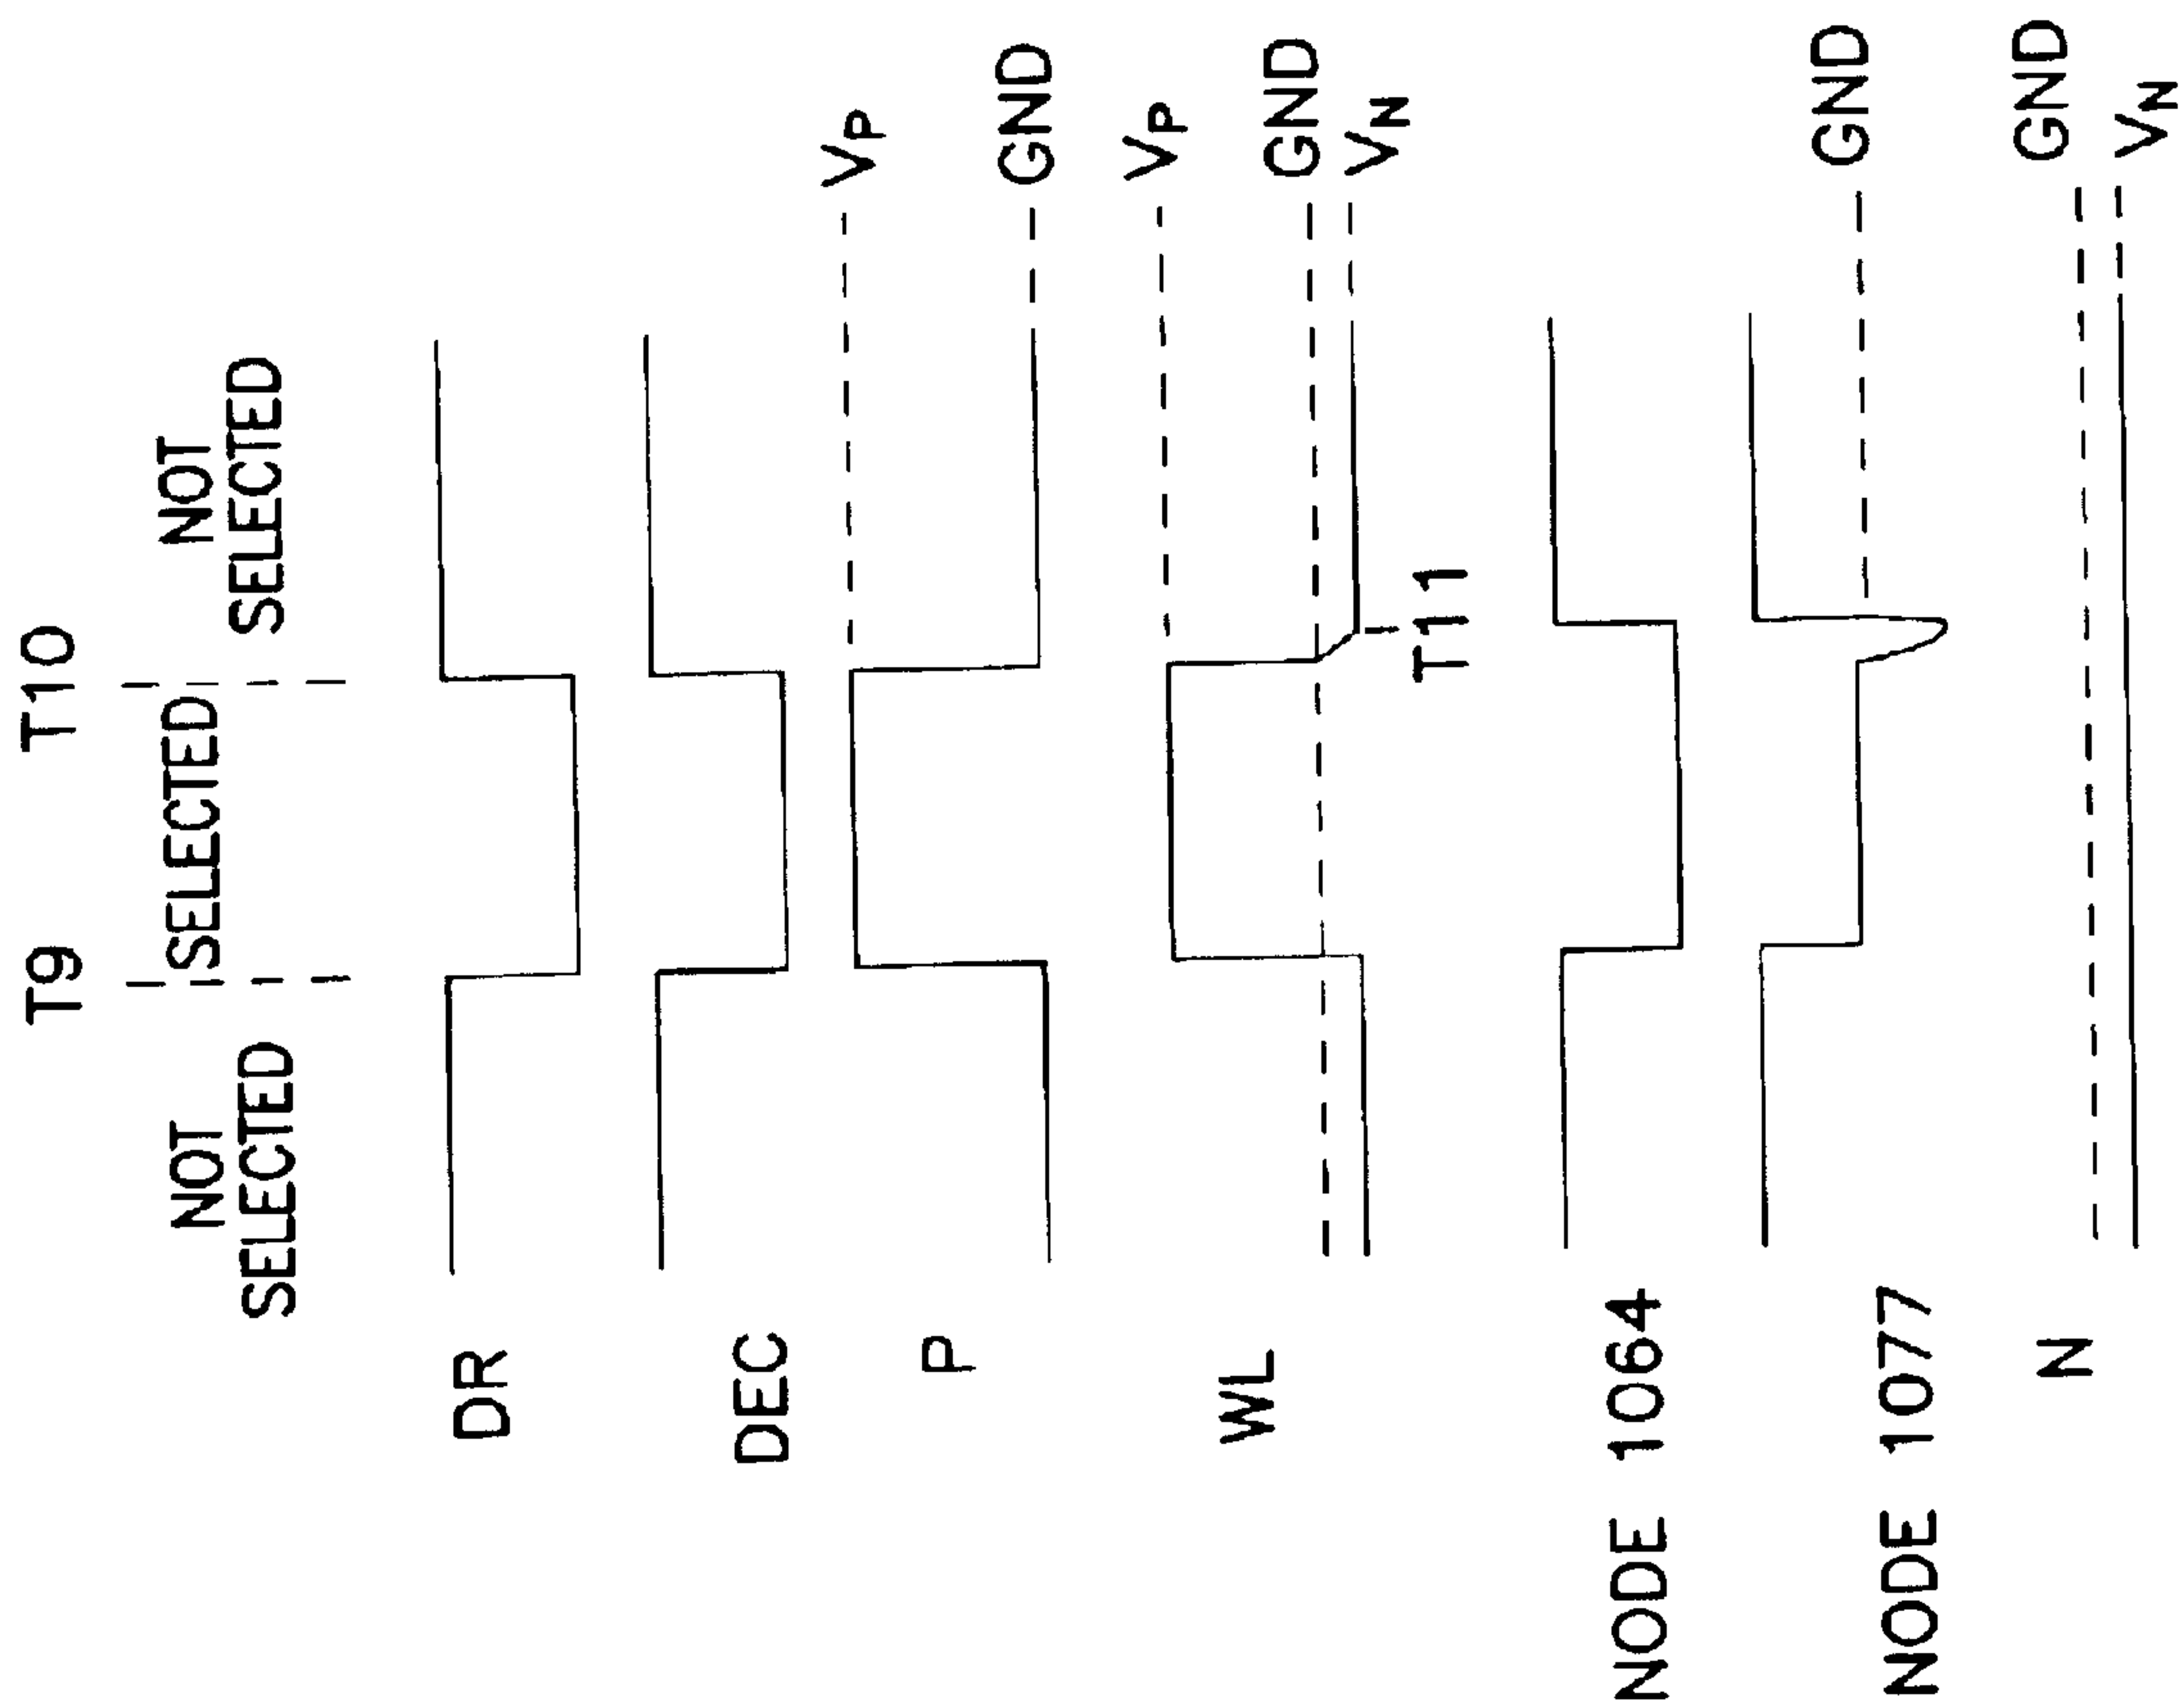 T9
T10
NOT
SELECTED
SELECTED
NOT
SELECTED
DR
DEC
P
VP
GND
WL
VP
GND
VN
T11
NODE 1064
NODE 1077
GND
N
GND
VN